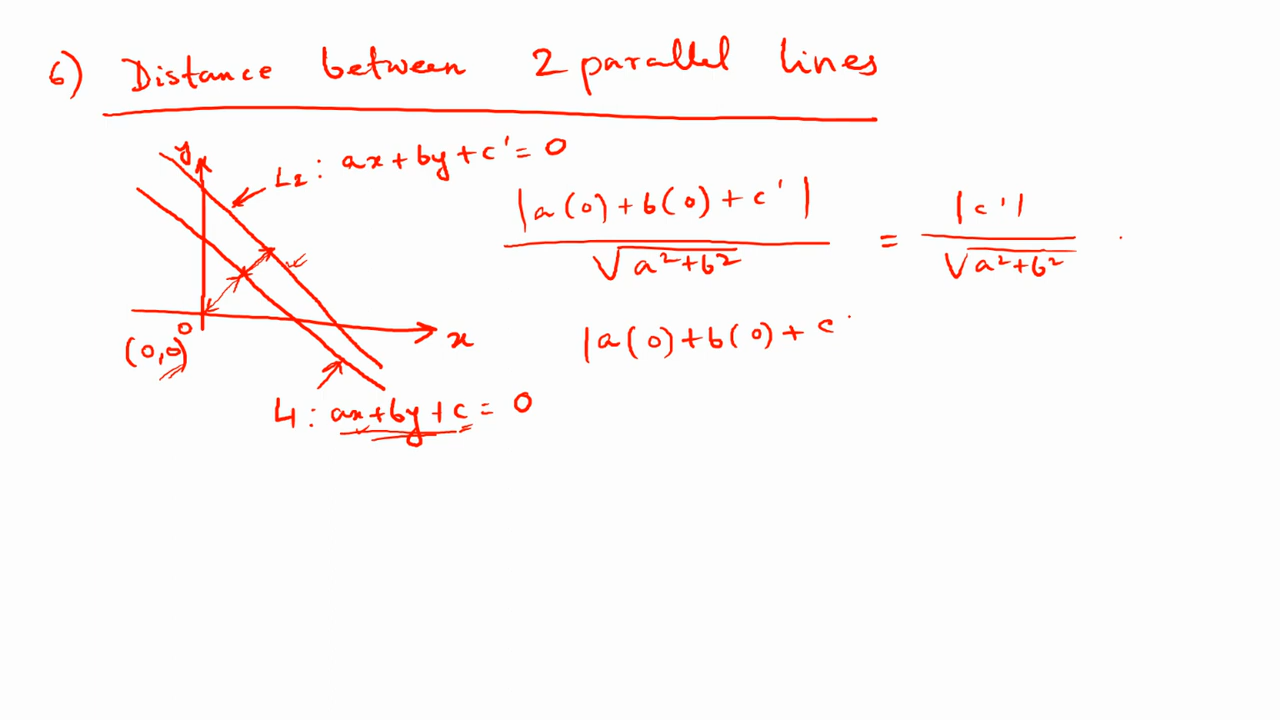 6) Distance between 2 parallel lines
y
L2 : ax + by + c' = 0
|a(0) + b(0) + c'| / √a²+b² = |c'| / √a²+b²
0
(0,0)
x
|a(0) + b(0) + c
L1 : ax + by + c = 0